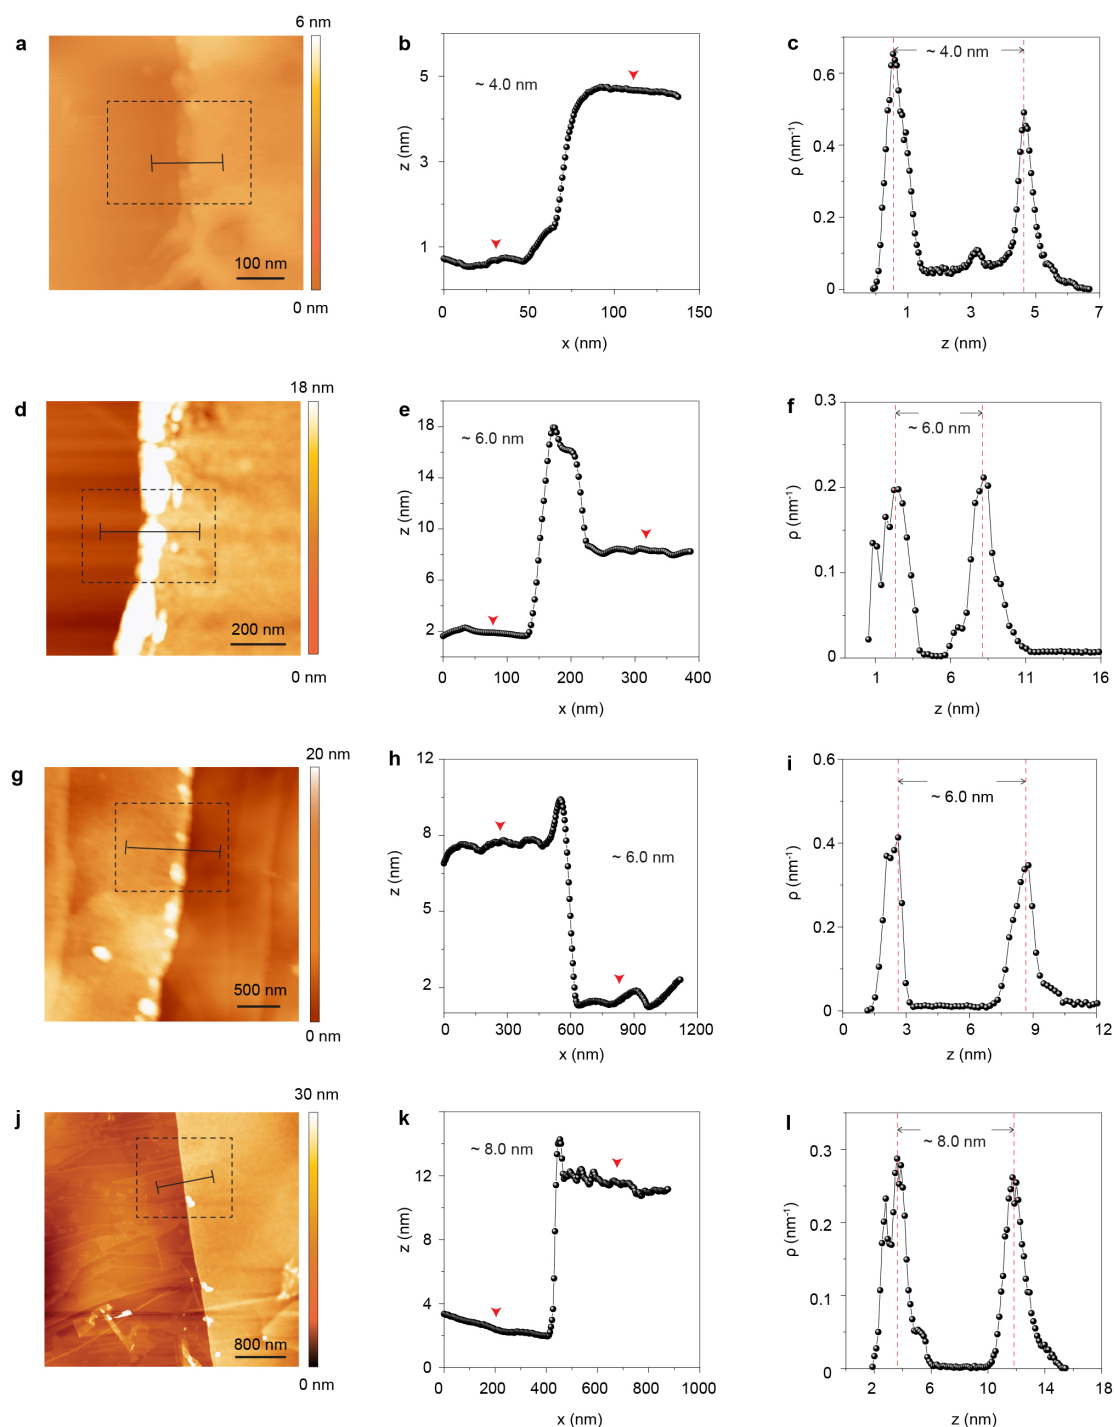 a
6 nm
100 nm
0 nm
b
~ 4.0 nm
z (nm)
5
3
1
0 50 100 150
x (nm)
c
~ 4.0 nm
ρ (nm⁻¹)
0.6
0.4
0.2
0
1 3 5 7
z (nm)
d
18 nm
200 nm
0 nm
e
~ 6.0 nm
z (nm)
18
14
10
6
2
0 100 200 300 400
x (nm)
f
~ 6.0 nm
ρ (nm⁻¹)
0.3
0.2
0.1
0
1 6 11 16
z (nm)
g
20 nm
500 nm
0 nm
h
~ 6.0 nm
z (nm)
12
8
5
2
0 300 600 900 1200
x (nm)
i
~ 6.0 nm
ρ (nm⁻¹)
0.6
0.4
0.2
0
0 3 6 9 12
z (nm)
j
30 nm
800 nm
0 nm
k
~ 8.0 nm
z (nm)
16
12
8
4
0
0 200 400 600 800 1000
x (nm)
l
~ 8.0 nm
ρ (nm⁻¹)
0.3
0.2
0.1
0
2 6 10 14 18
z (nm)